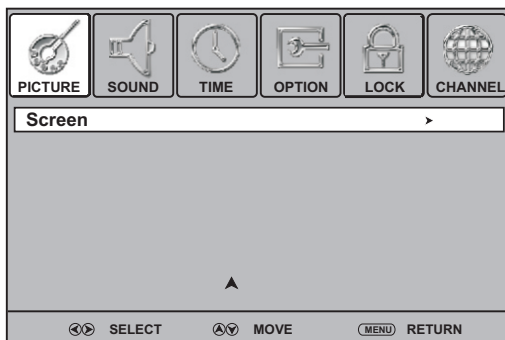 PICTURE SOUND TIME OPTION LOCK CHANNEL
Screen
SELECT MOVE MENU RETURN